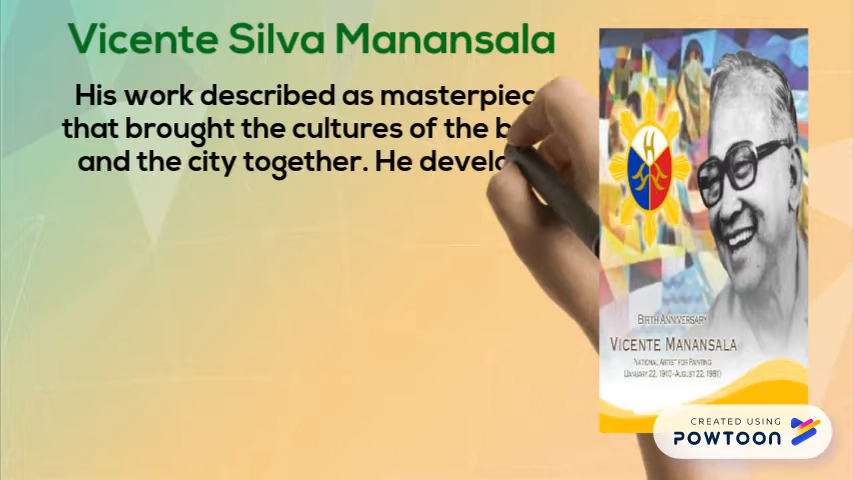 Vicente Silva Manansala
His work described as masterpiec
that brought the cultures of the b
and the city together. He develo
BIRTH ANNIVERSARY
VICENTE MANANSALA
NATIONAL ARTIST FOR PAINTING
(JANUARY 22, 1910-AUGUST 22, 1981)
CREATED USING
POWTOON